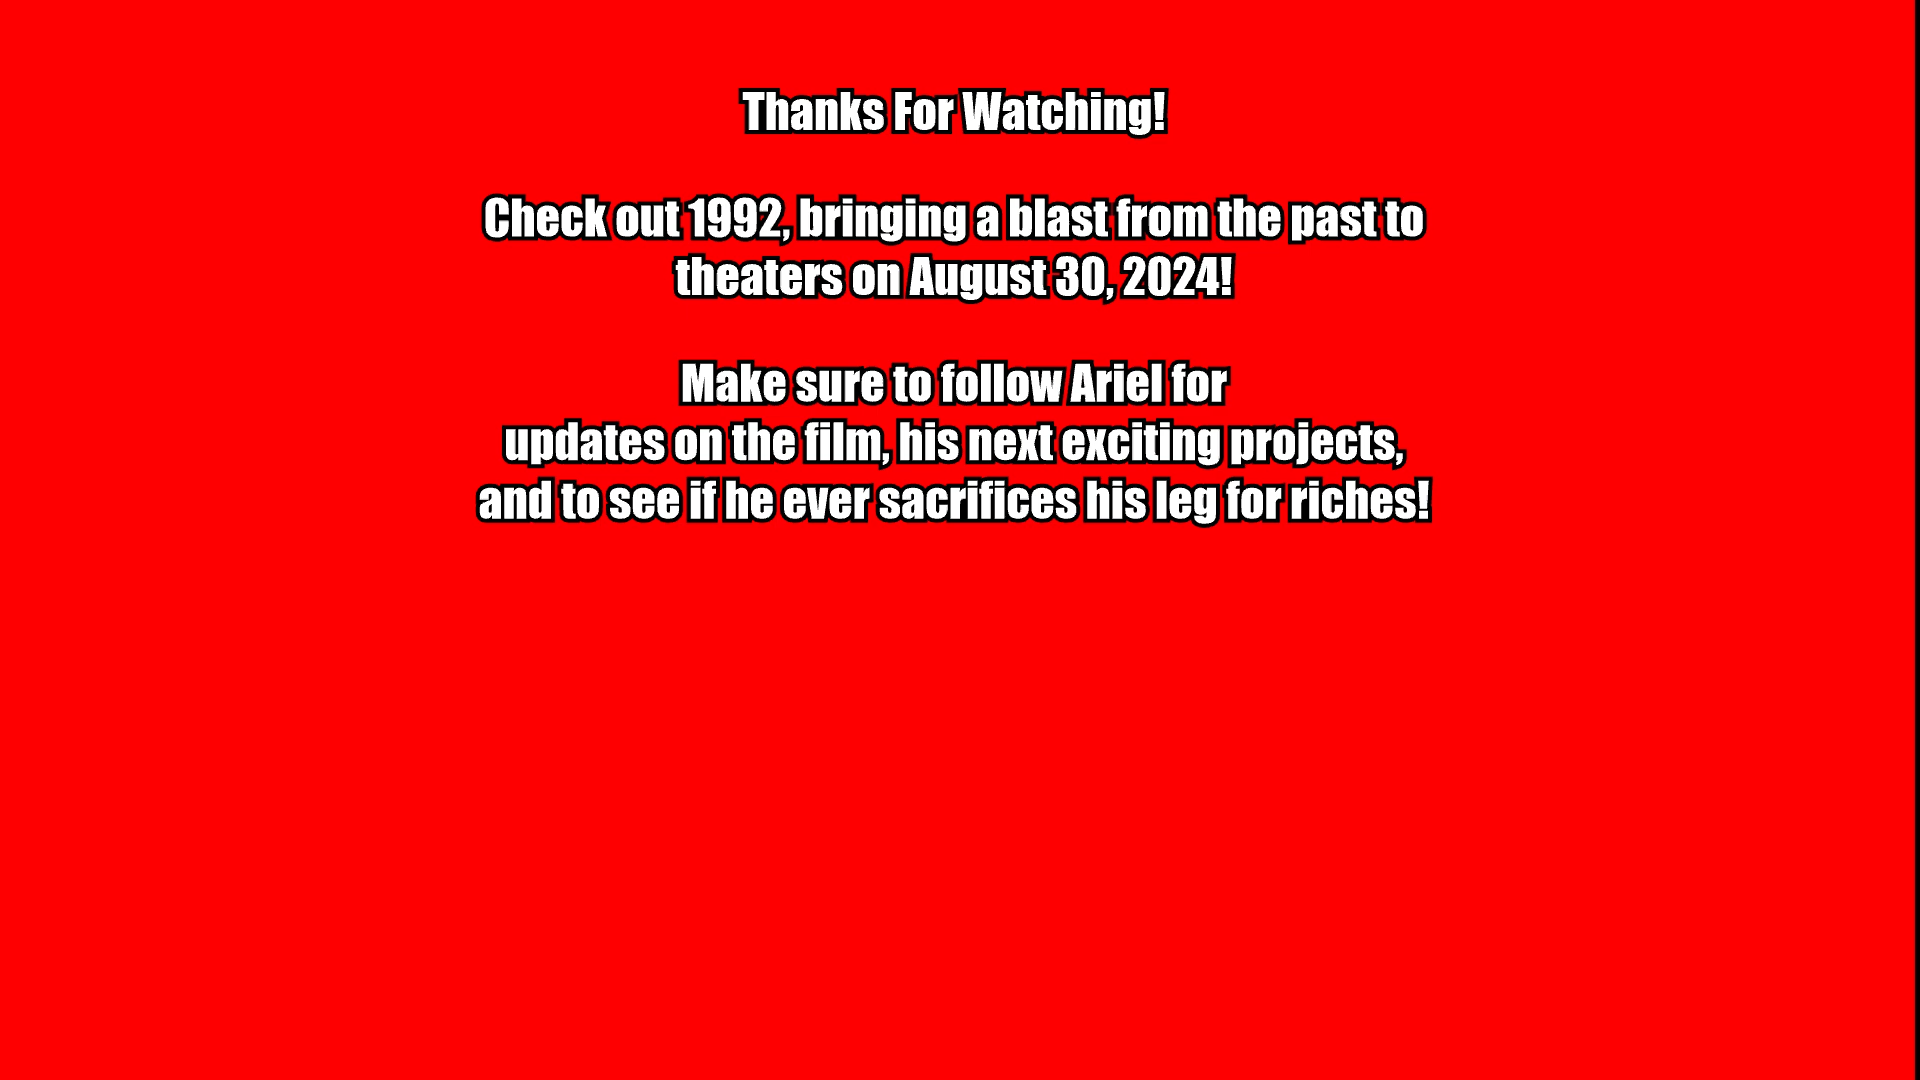 Thanks For Watching!
Check out 1992, bringing a blast from the past to
theaters on August 30, 2024!
Make sure to follow Ariel for
updates on the film, his next exciting projects,
and to see if he ever sacrifices his leg for riches!